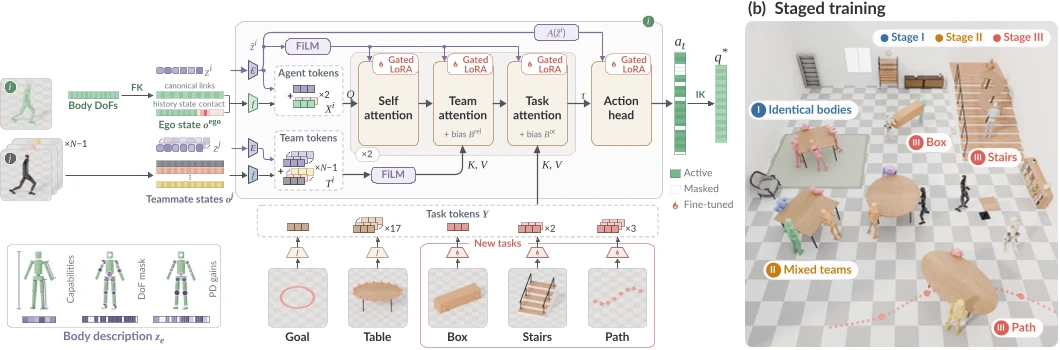 i
Body DoFs
FK
z^i
canonical links
history state contact
Ego state o^ego
j
×N−1
z^j
Teammate states o^j
ẑ^i
FiLM
A(ẑ^i)
i
E
f
Agent tokens
+
×2
X^i
Team tokens
E
f
+
×N−1
T^i
Q
Gated LoRA
Self attention
Gated LoRA
Team attention
+ bias B^rel
Gated LoRA
Task attention
τ
Gated LoRA
Action head
×2
FiLM
K, V
K, V
a_t
IK
q*
Active
Masked
Fine-tuned
Task tokens Y
×17
×2
×3
New tasks
Goal
Table
Box
Stairs
Path
Capabilities
DoF mask
PD gains
Body description z_e
(b) Staged training
Stage I
Stage II
Stage III
I Identical bodies
III Box
III Stairs
II Mixed teams
III Path